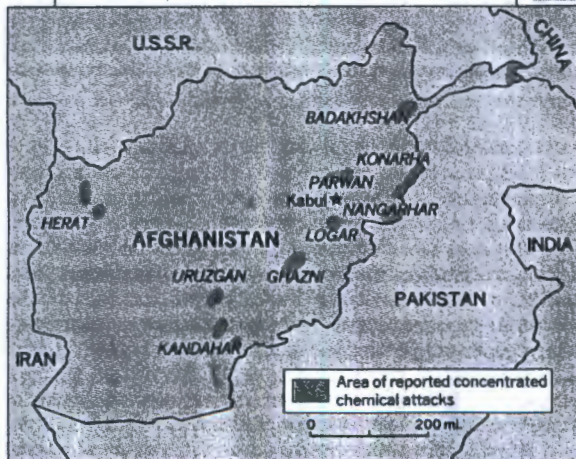 U.S.S.R.
CHINA
BADAKHSHAN
KONARHA
PARWAN
Kabul
NANGARHAR
HERAT
LOGAR
AFGHANISTAN
INDIA
URUZGAN
GHAZNI
PAKISTAN
KANDAHAR
IRAN
Area of reported concentrated
chemical attacks
0 200 mi.